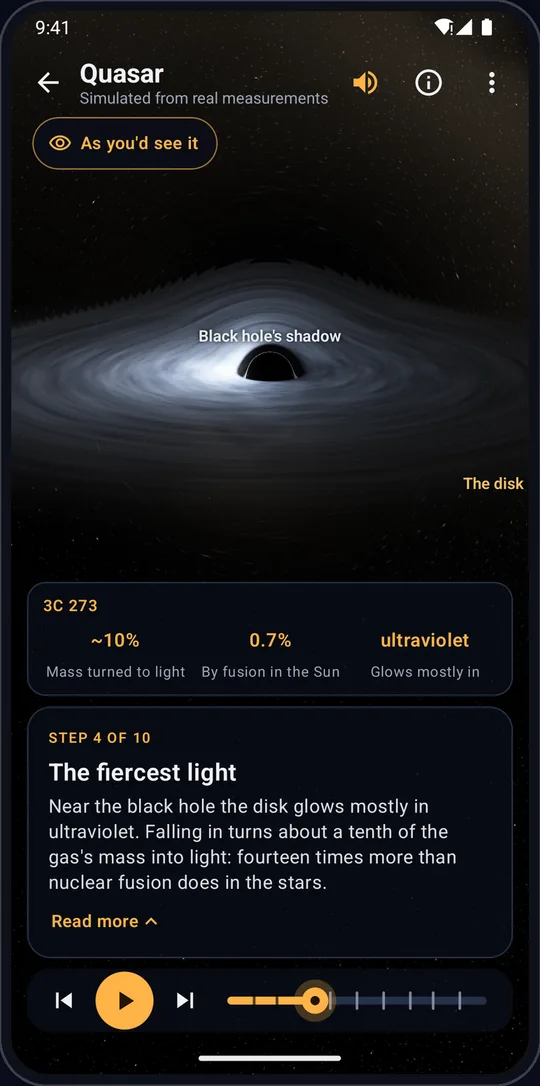 9:41
Quasar
Simulated from real measurements
As you'd see it
Black hole's shadow
The disk
3C 273
~10%
0.7%
ultraviolet
Mass turned to light
By fusion in the Sun
Glows mostly in
STEP 4 OF 10
The fiercest light
Near the black hole the disk glows mostly in
ultraviolet. Falling in turns about a tenth of the
gas's mass into light: fourteen times more than
nuclear fusion does in the stars.
Read more